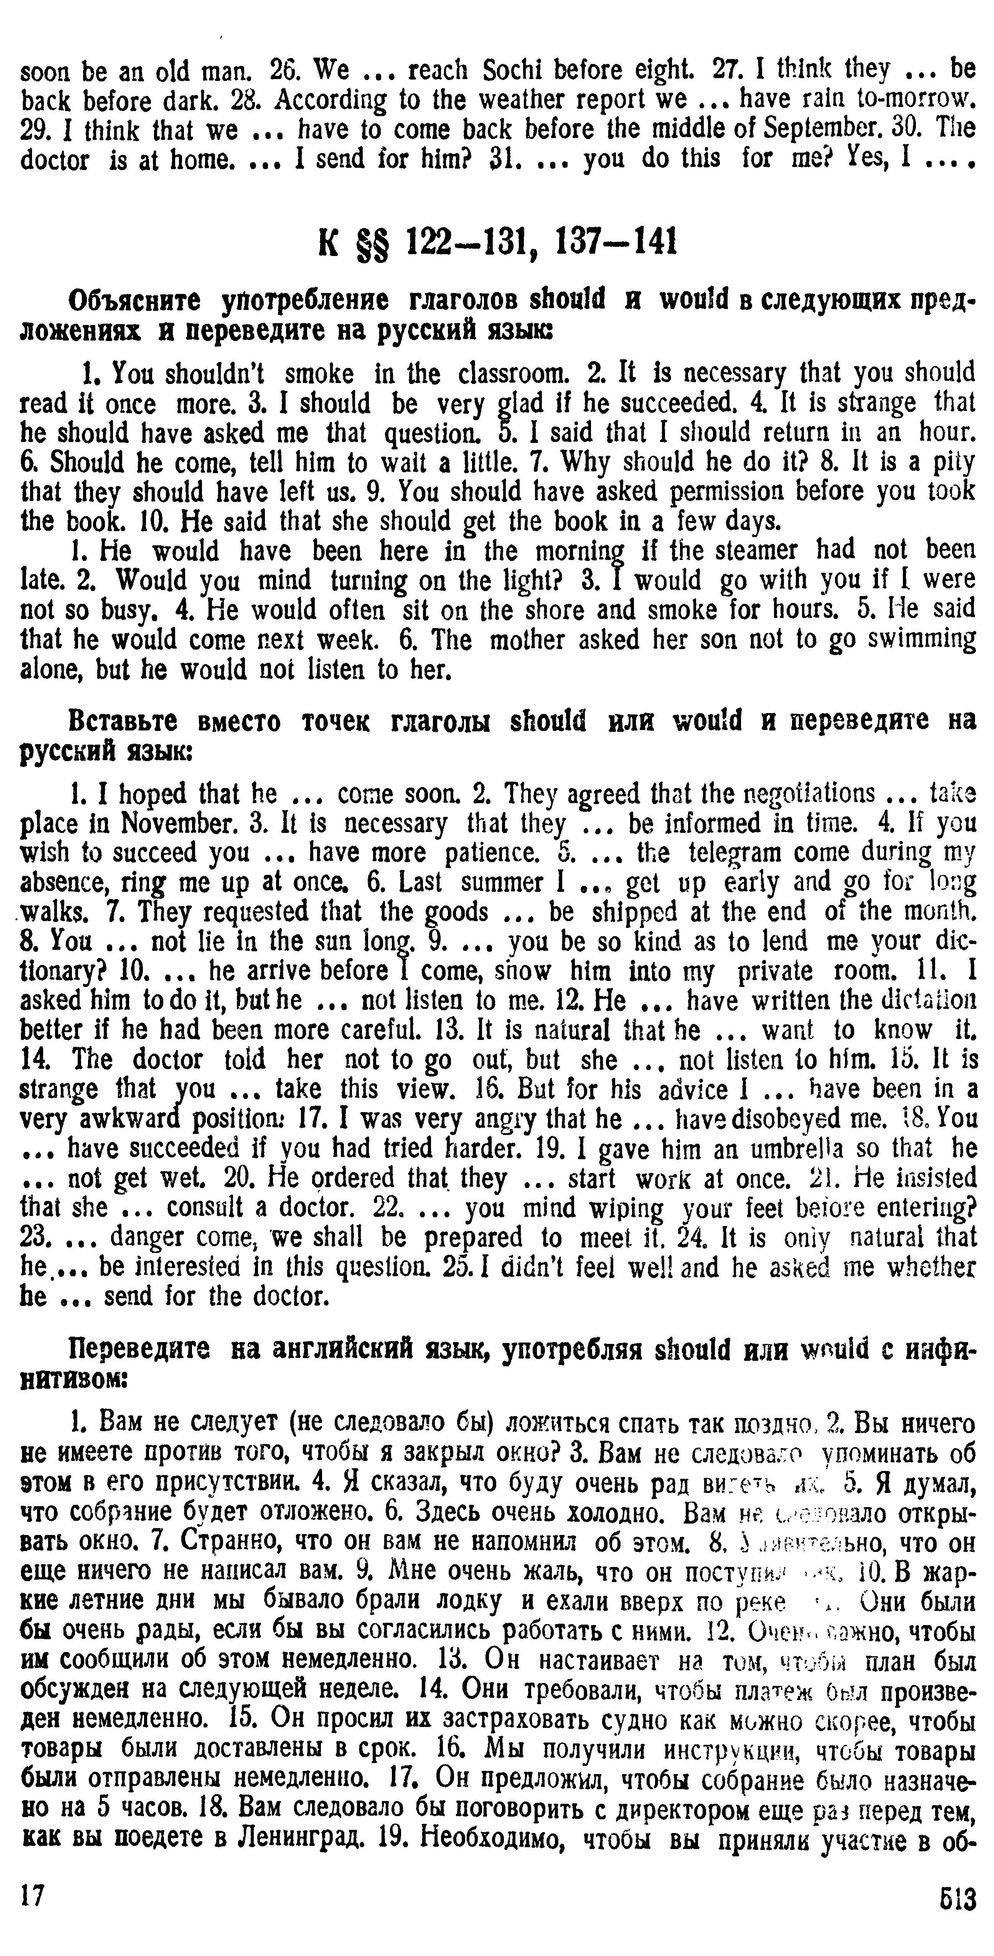 soon be an old man. 26. We ... reach Sochi before eight. 27. I think they ... be
back before dark. 28. According to the weather report we ... have rain to-morrow.
29. I think that we ... have to come back before the middle of September. 30. The
doctor is at home. ... I send for him? 31. ... you do this for me? Yes, I ....
К §§ 122—131, 137—141
Объясните употребление глаголов should и would в следующих пред-
ложениях и переведите на русский язык:
1. You shouldn't smoke in the classroom. 2. It is necessary that you should
read it once more. 3. I should be very glad if he succeeded. 4. It is strange that
he should have asked me that question. 5. I said that I should return in an hour.
6. Should he come, tell him to wait a little. 7. Why should he do it? 8. It is a pity
that they should have left us. 9. You should have asked permission before you took
the book. 10. He said that she should get the book in a few days.
1. He would have been here in the morning if the steamer had not been
late. 2. Would you mind turning on the light? 3. I would go with you if I were
not so busy. 4. He would often sit on the shore and smoke for hours. 5. He said
that he would come next week. 6. The mother asked her son not to go swimming
alone, but he would not listen to her.
Вставьте вместо точек глаголы should или would и переведите на
русский язык:
1. I hoped that he ... come soon. 2. They agreed that the negotiations ... take
place in November. 3. It is necessary that they ... be informed in time. 4. If you
wish to succeed you ... have more patience. 5. ... the telegram come during my
absence, ring me up at once. 6. Last summer I ... get up early and go for long
walks. 7. They requested that the goods ... be shipped at the end of the month.
8. You ... not lie in the sun long. 9. ... you be so kind as to lend me your dic-
tionary? 10. ... he arrive before I come, show him into my private room. 11. I
asked him to do it, but he ... not listen to me. 12. He ... have written the dictation
better if he had been more careful. 13. It is natural that he ... want to know it.
14. The doctor told her not to go out, but she ... not listen to him. 15. It is
strange that you ... take this view. 16. But for his advice I ... have been in a
very awkward position. 17. I was very angry that he ... have disobeyed me. 18. You
... have succeeded if you had tried harder. 19. I gave him an umbrella so that he
... not get wet. 20. He ordered that they ... start work at once. 21. He insisted
that she ... consult a doctor. 22. ... you mind wiping your feet before entering?
23. ... danger come, we shall be prepared to meet it. 24. It is only natural that
he ... be interested in this question. 25. I didn't feel well and he asked me whether
he ... send for the doctor.
Переведите на английский язык, употребляя should или would с инфи-
нитивом:
1. Вам не следует (не следовало бы) ложиться спать так поздно. 2. Вы ничего
не имеете против того, чтобы я закрыл окно? 3. Вам не следовало упоминать об
этом в его присутствии. 4. Я сказал, что буду очень рад видеть их. 5. Я думал,
что собрание будет отложено. 6. Здесь очень холодно. Вам не следовало откры-
вать окно. 7. Странно, что он вам не напомнил об этом. 8. Удивительно, что он
еще ничего не написал вам. 9. Мне очень жаль, что он поступил так. 10. В жар-
кие летние дни мы бывало брали лодку и ехали вверх по реке. Они были
бы очень рады, если бы вы согласились работать с ними. 12. Очень важно, чтобы
им сообщили об этом немедленно. 13. Он настаивает на том, чтобы план был
обсужден на следующей неделе. 14. Они требовали, чтобы платеж был произве-
ден немедленно. 15. Он просил их застраховать судно как можно скорее, чтобы
товары были доставлены в срок. 16. Мы получили инструкции, чтобы товары
были отправлены немедленно. 17. Он предложил, чтобы собрание было назначе-
но на 5 часов. 18. Вам следовало бы поговорить с директором еще раз перед тем,
как вы поедете в Ленинград. 19. Необходимо, чтобы вы приняли участие в об-
17
513